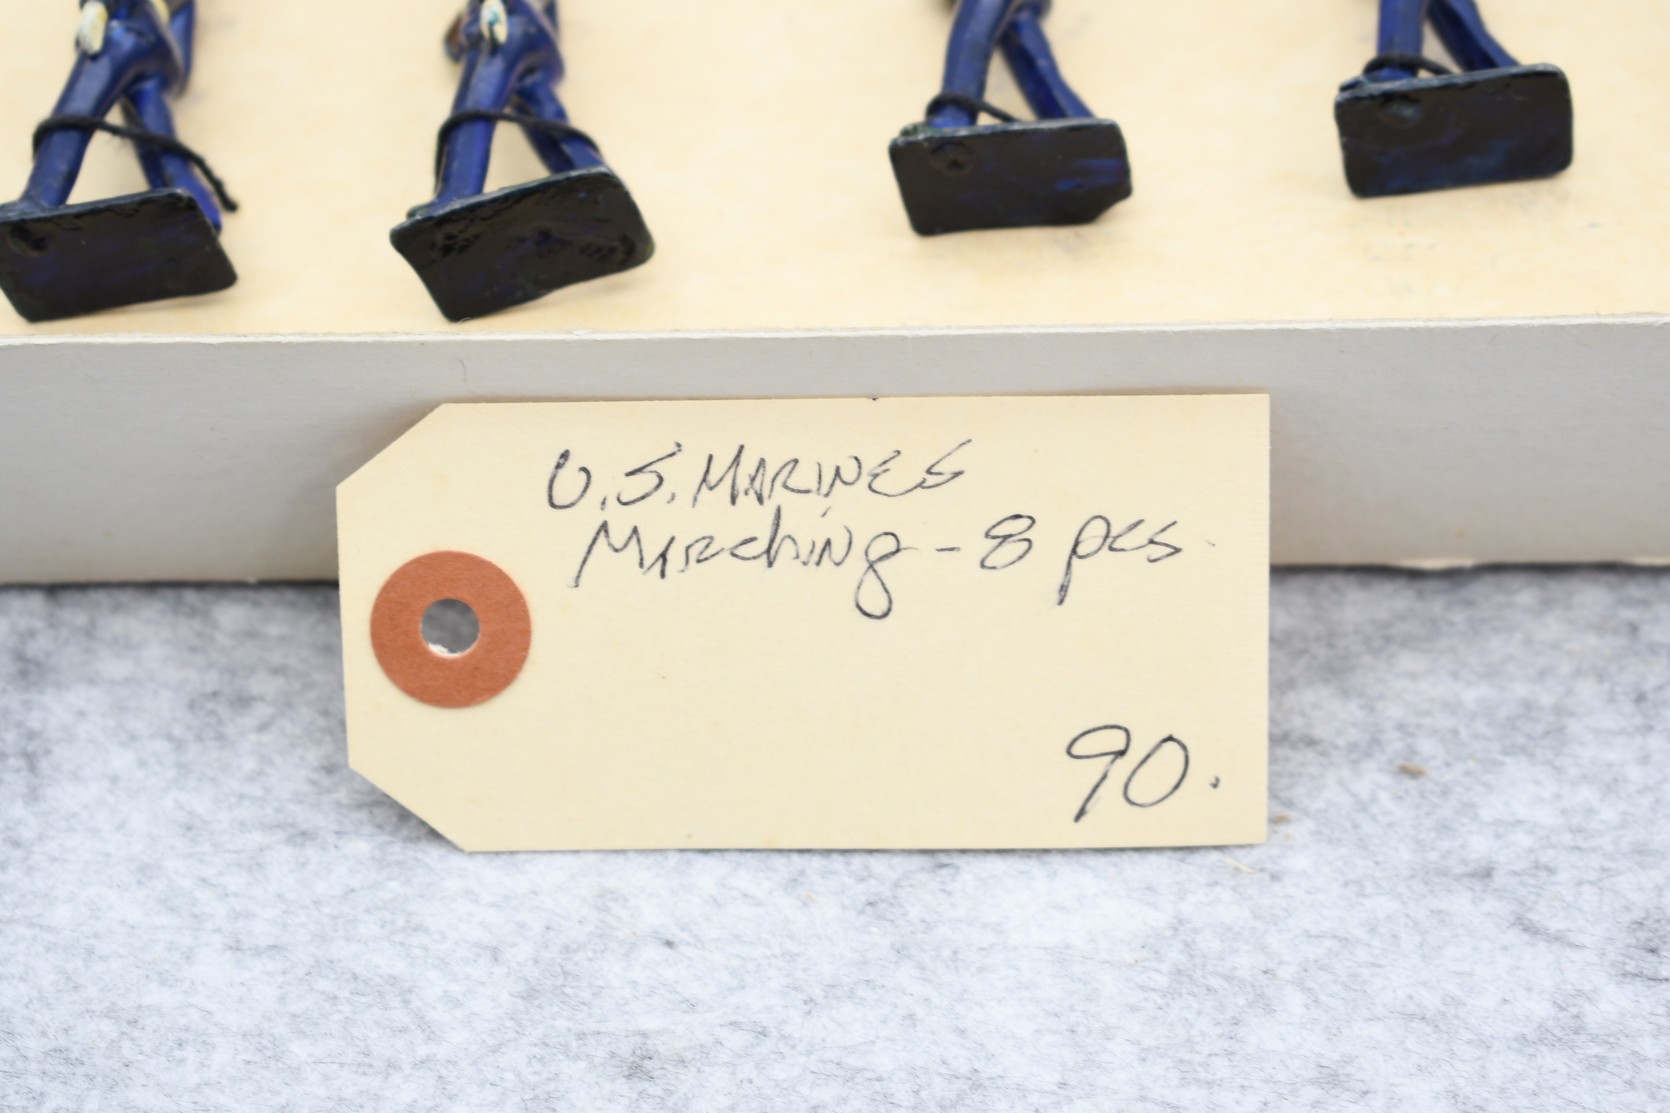 U.S. MARINES
Marching - 8 pcs.
90.